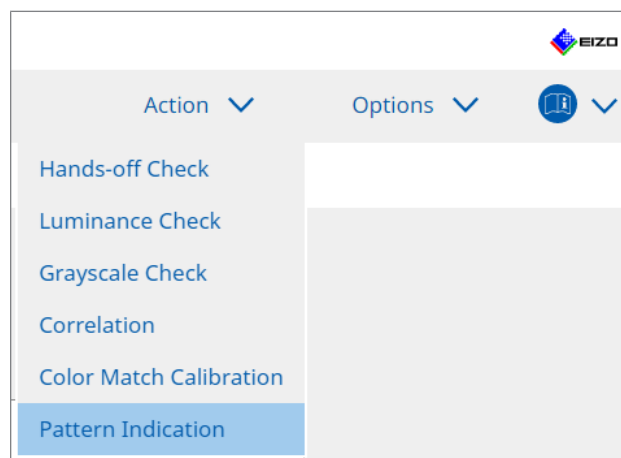 EIZO
Action Options
Hands-off Check
Luminance Check
Grayscale Check
Correlation
Color Match Calibration
Pattern Indication